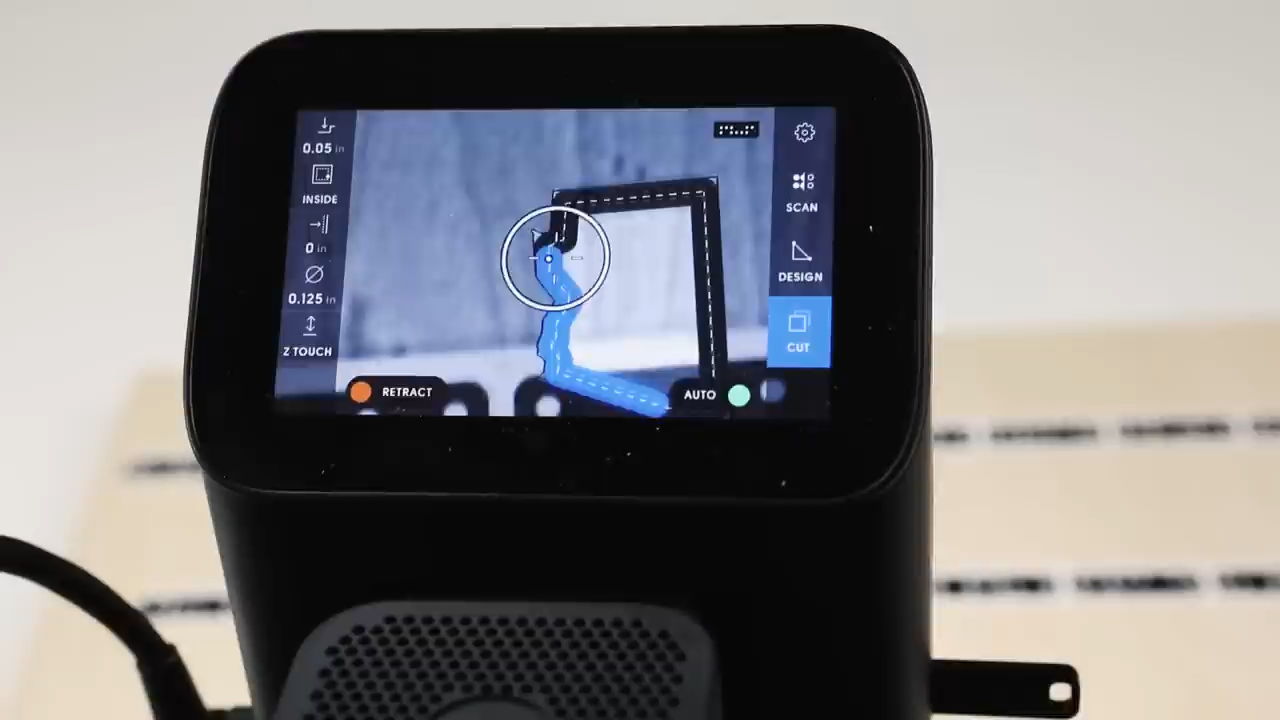 0.05 in
INSIDE
0 in
0.125 in
Z TOUCH
RETRACT
AUTO
SCAN
DESIGN
CUT